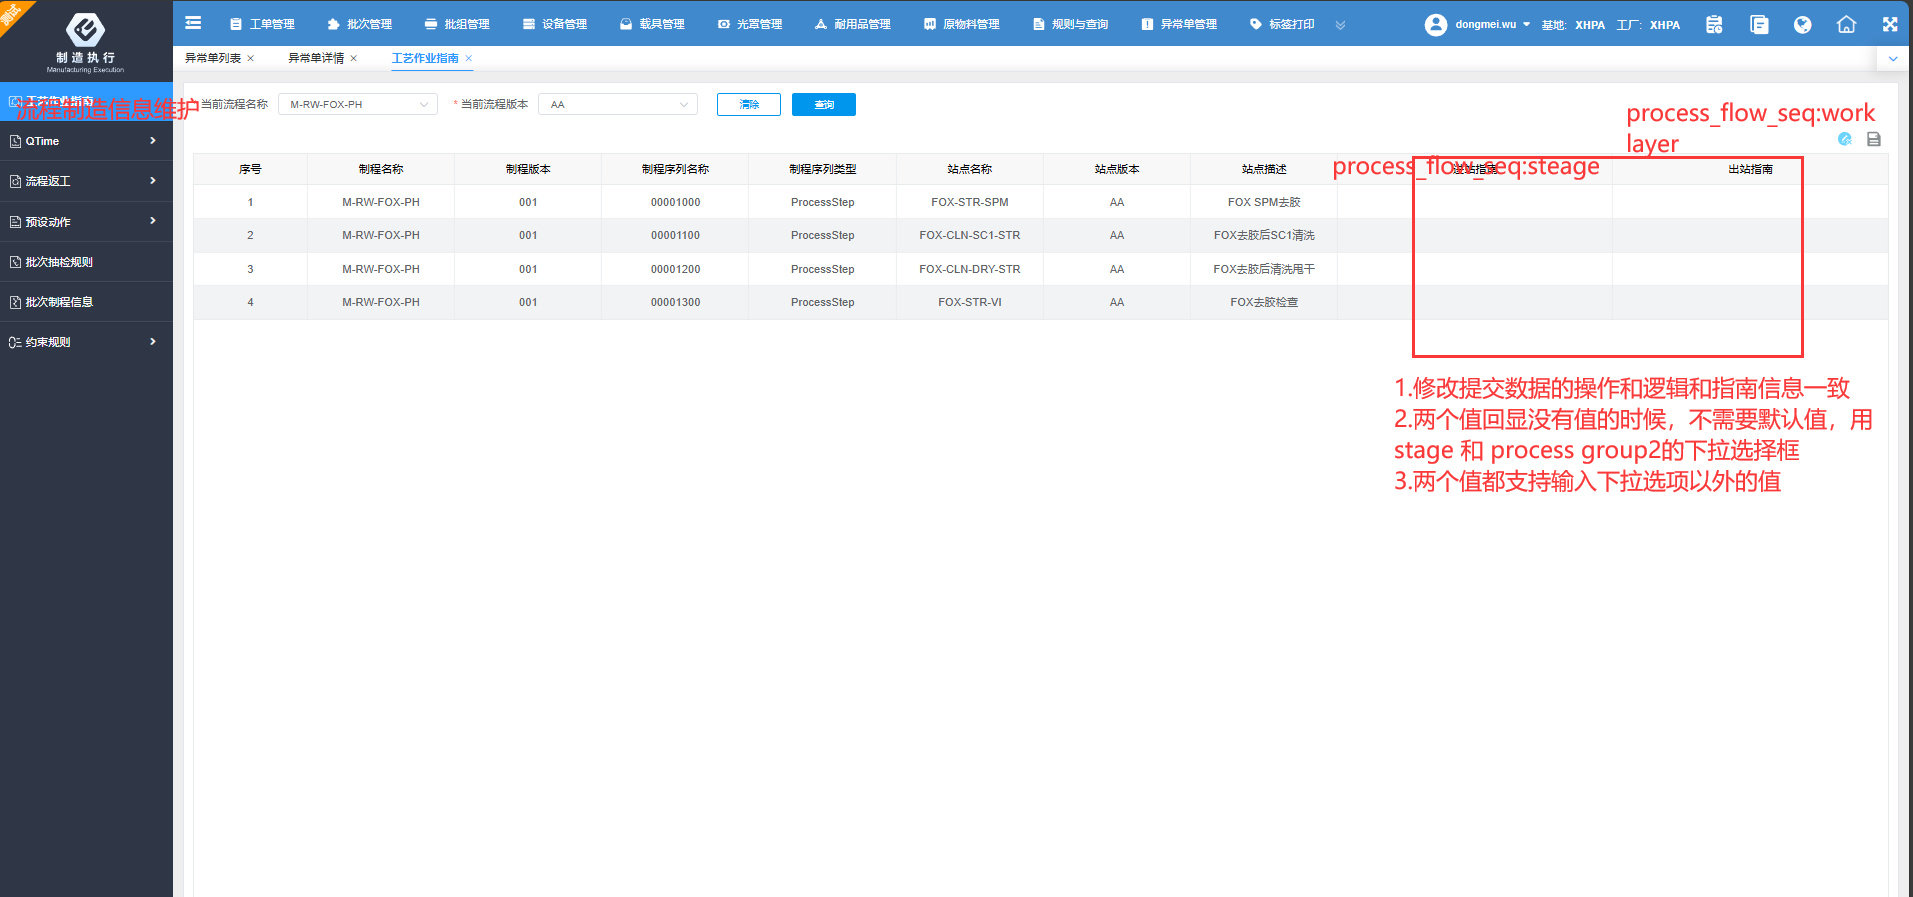 测试
制造执行
Manufacturing Execution
工单管理 批次管理 批组管理 设备管理 载具管理 光罩管理 耐用品管理 原物料管理 规则与查询 异常单管理 标签打印
dongmei.wu 基地: XHPA 工厂: XHPA
异常单列表 异常单详情 工艺作业指南
工艺作业指南
流程制造信息维护
QTime
流程返工
预设动作
批次抽检规则
批次制程信息
约束规则
当前流程名称 M-RW-FOX-PH * 当前流程版本 AA 清除 查询
process_flow_seq:work
layer
process_flow_seq:steage
序号 制程名称 制程版本 制程序列名称 制程序列类型 站点名称 站点版本 站点描述 进站指南 出站指南
1 M-RW-FOX-PH 001 00001000 ProcessStep FOX-STR-SPM AA FOX SPM去胶
2 M-RW-FOX-PH 001 00001100 ProcessStep FOX-CLN-SC1-STR AA FOX去胶后SC1清洗
3 M-RW-FOX-PH 001 00001200 ProcessStep FOX-CLN-DRY-STR AA FOX去胶后清洗甩干
4 M-RW-FOX-PH 001 00001300 ProcessStep FOX-STR-VI AA FOX去胶检查
1.修改提交数据的操作和逻辑和指南信息一致
2.两个值回显没有值的时候，不需要默认值，用
stage 和 process group2的下拉选择框
3.两个值都支持输入下拉选项以外的值